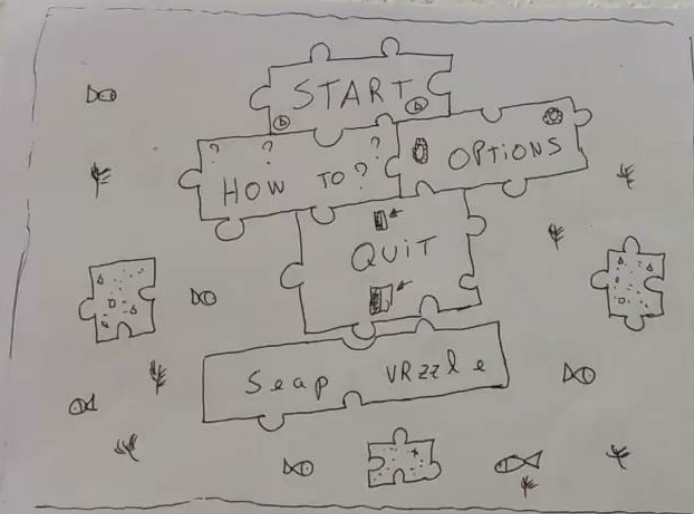 START
? ? ?
HOW TO?
OPTIONS
QUIT
Seap VRzzle